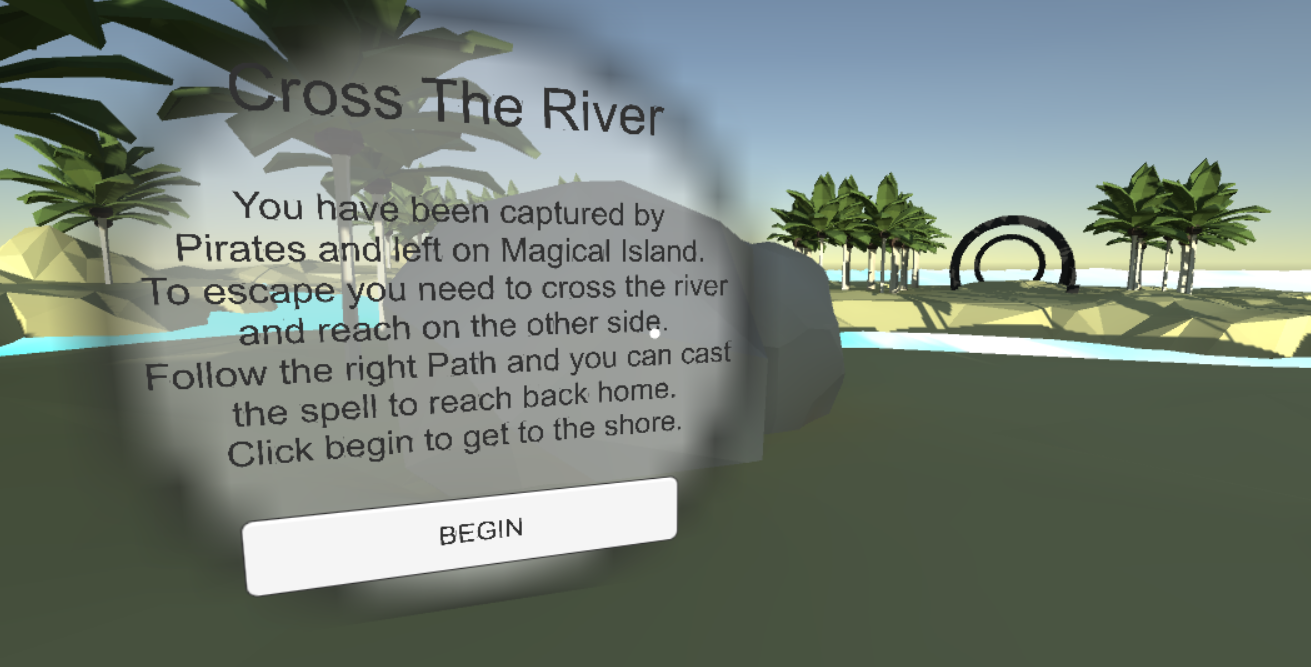 Cross The River
You have been captured by
Pirates and left on Magical Island.
To escape you need to cross the river
and reach on the other side.
Follow the right Path and you can cast
the spell to reach back home.
Click begin to get to the shore.
BEGIN